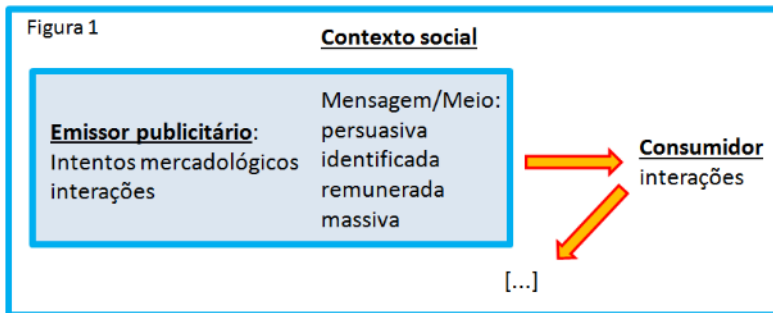 Figura 1
Contexto social
Emissor publicitário:
Intentos mercadológicos
interações
Mensagem/Meio:
persuasiva
identificada
remunerada
massiva
Consumidor
interações
[...]